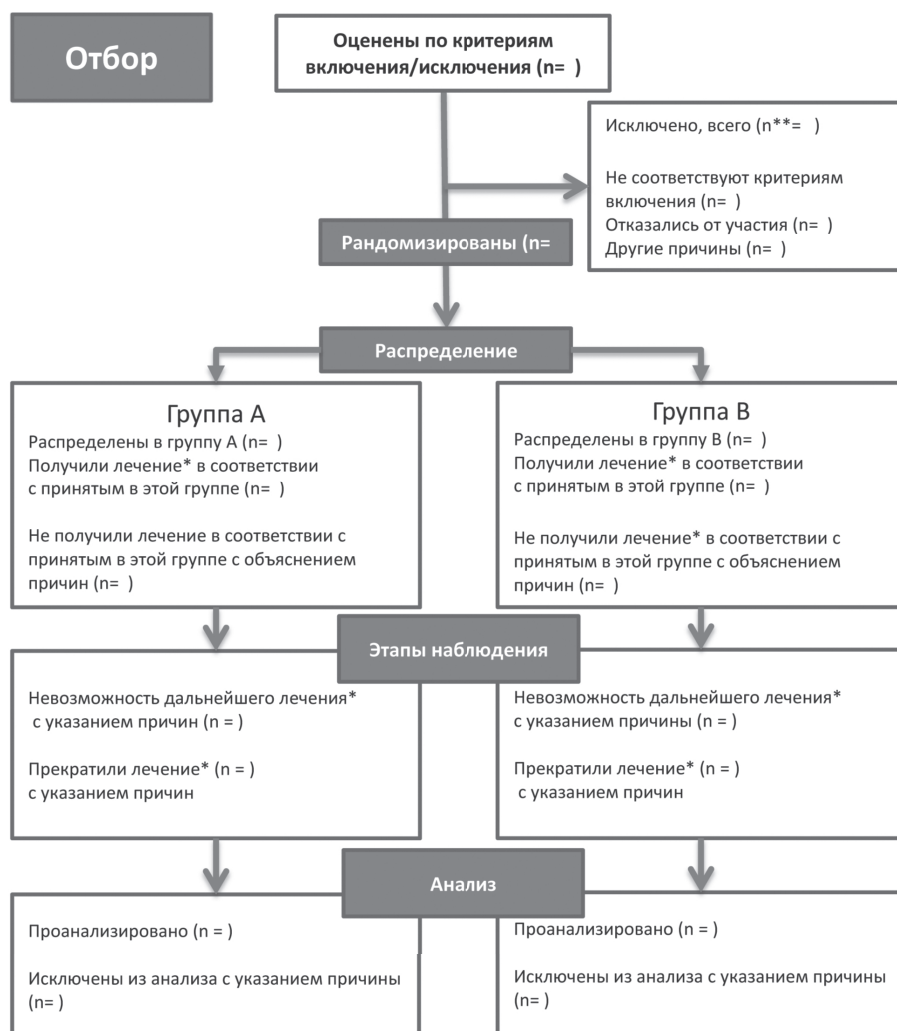 Отбор
Оценены по критериям
включения/исключения (n=  )
Исключено, всего (n**=  )
Не соответствуют критериям
включения (n=  )
Отказались от участия (n=  )
Другие причины (n=  )
Рандомизированы (n=
Распределение
Группа А
Распределены в группу А (n=  )
Получили лечение* в соответствии
с принятым в этой группе (n=  )
Не получили лечение в соответствии с
принятым в этой группе с объяснением
причин (n=  )
Группа В
Распределены в группу В (n=  )
Получили лечение* в соответствии
с принятым в этой группе (n=  )
Не получили лечение* в соответствии с
принятым в этой группе с объяснением
причин (n=  )
Этапы наблюдения
Невозможность дальнейшего лечения*
с указанием причин (n = )
Прекратили лечение* (n = )
с указанием причин
Невозможность дальнейшего лечения*
с указанием причины (n = )
Прекратили лечение* (n = )
с указанием причин
Анализ
Проанализировано (n = )
Исключены из анализа с указанием причины
(n= )
Проанализировано (n = )
Исключены из анализа с указанием причины
(n= )